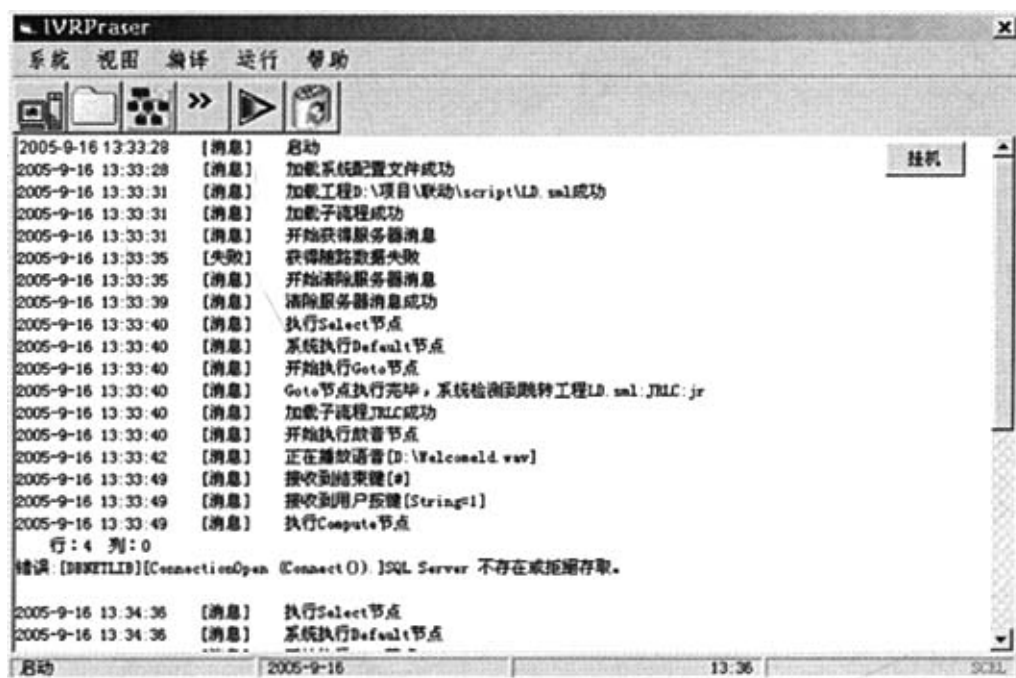 IVRPraser
系统 视图 编译 运行 帮助
挂机
2005-9-16 13:33:28 [消息] 启动
2005-9-16 13:33:28 [消息] 加载系统配置文件成功
2005-9-16 13:33:31 [消息] 加载工程D:\项目\联动\script\LD.sml成功
2005-9-16 13:33:31 [消息] 加载子流程成功
2005-9-16 13:33:31 [消息] 开始获得服务器消息
2005-9-16 13:33:35 [失败] 获得随路数据失败
2005-9-16 13:33:35 [消息] 开始清除服务器消息
2005-9-16 13:33:39 [消息] 清除服务器消息成功
2005-9-16 13:33:40 [消息] 执行Select节点
2005-9-16 13:33:40 [消息] 系统执行Default节点
2005-9-16 13:33:40 [消息] 开始执行Goto节点
2005-9-16 13:33:40 [消息] Goto节点执行完毕，系统检测到跳转工程LD.sml:JRLC:jr
2005-9-16 13:33:40 [消息] 加载子流程JRLC成功
2005-9-16 13:33:40 [消息] 开始执行放音节点
2005-9-16 13:33:42 [消息] 正在播放语音[D:\Welcomeld.wav]
2005-9-16 13:33:49 [消息] 接收到结束键[#]
2005-9-16 13:33:49 [消息] 接收到用户按键[String=1]
2005-9-16 13:33:49 [消息] 执行Compute节点
行：4 列：0
错误:[DBNETLIB][ConnectionOpen (Connect()).]SQL Server 不存在或拒绝存取。
2005-9-16 13:34:36 [消息] 执行Select节点
2005-9-16 13:34:36 [消息] 系统执行Default节点
启动 2005-9-16 13:36 SCRL